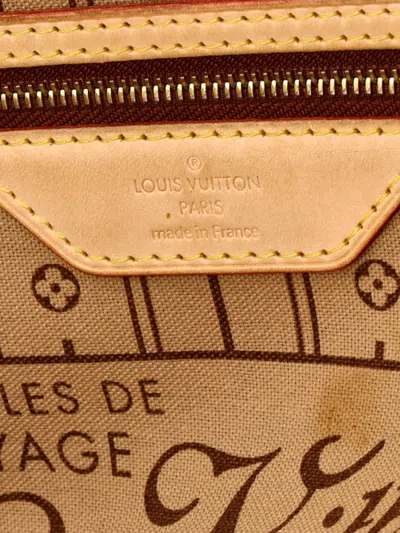 ®
LOUIS VUITTON
PARIS
made in France
LES DE
YAGE